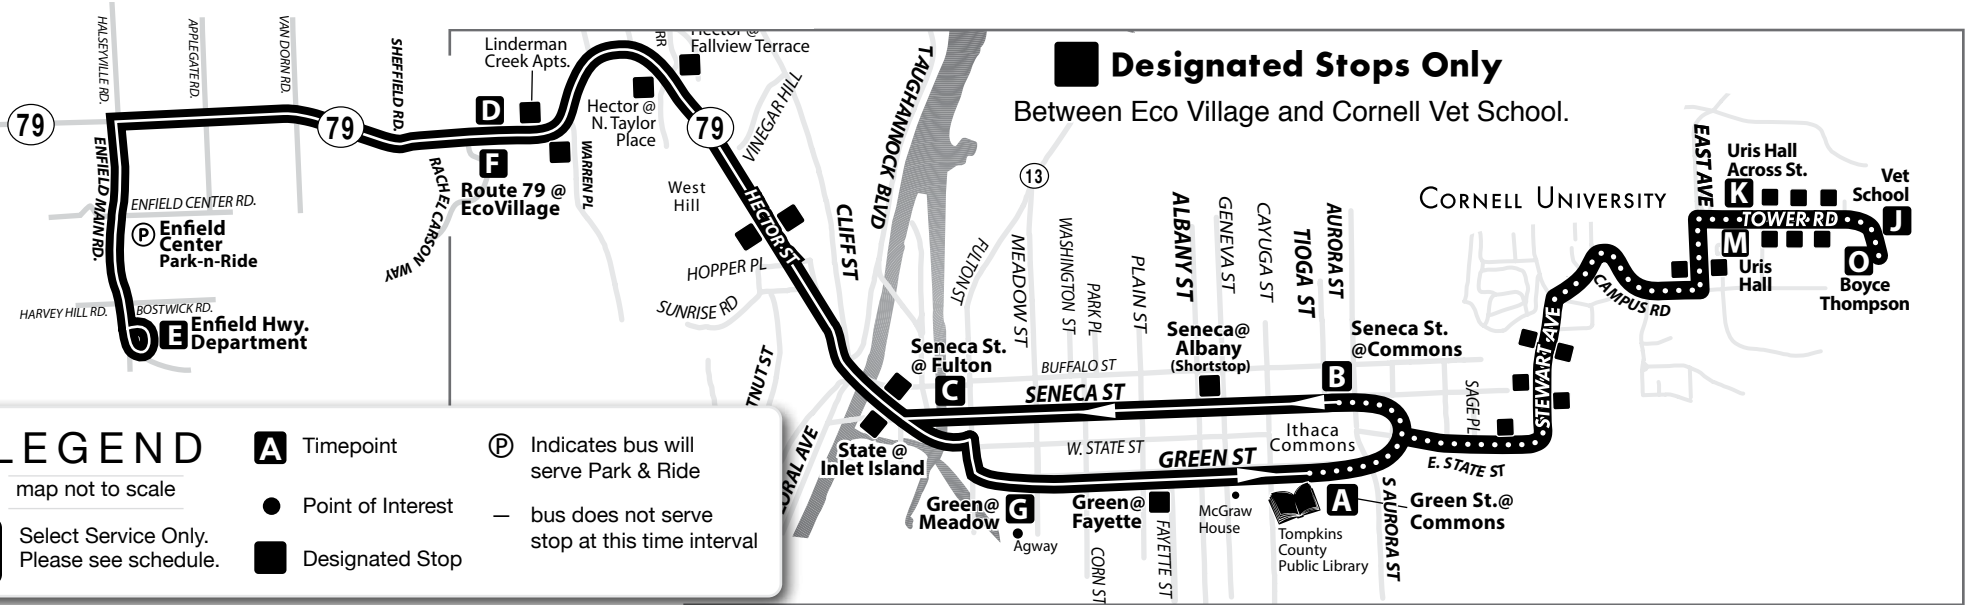 HALSEYVILLE RD.
APPLEGATE RD.
VAN DORN RD.
SHEFFIELD RD.
Linderman
Creek Apts.
RR
Hector @
Fallview Terrace
TAUGHANNOCK BLVD
Designated Stops Only
Between Eco Village and Cornell Vet School.
79
79
79
D
F
Hector @
N. Taylor
Place
VINEGAR HILL
ENFIELD MAIN RD.
RACHEL CARSON WAY
Route 79 @
EcoVillage
WARREN PL
West
Hill
HECTOR ST
CLIFF ST
ENFIELD CENTER RD.
P
Enfield
Center
Park-n-Ride
HOPPER PL
SUNRISE RD
HARVEY HILL RD.
BOSTWICK RD.
E
Enfield Hwy.
Department
13
FULTON ST
MEADOW ST
WASHINGTON ST
PARK PL
PLAIN ST
ALBANY ST
GENEVA ST
CAYUGA ST
TIOGA ST
AURORA ST
CORNELL UNIVERSITY
EAST AVE
Uris Hall
Across St.
K
Vet
School
J
TOWER RD
M
Uris
Hall
O
Boyce
Thompson
CAMPUS RD
STEWART AVE
SAGE PL
E. STATE ST
Seneca St.
@ Fulton
C
BUFFALO ST
SENECA ST
Seneca@
Albany
(Shortstop)
B
Seneca St.
@Commons
Ithaca
Commons
W. STATE ST
GREEN ST
State @
Inlet Island
TNUT ST
ORAL AVE
Green@
Meadow
G
Agway
Green@
Fayette
CORN ST
FAYETTE ST
McGraw
House
Tompkins
County
Public Library
A
Green St.@
Commons
S AURORA ST
LEGEND
map not to scale
Select Service Only.
Please see schedule.
A
Timepoint
Point of Interest
Designated Stop
P
Indicates bus will
serve Park & Ride
— bus does not serve
stop at this time interval